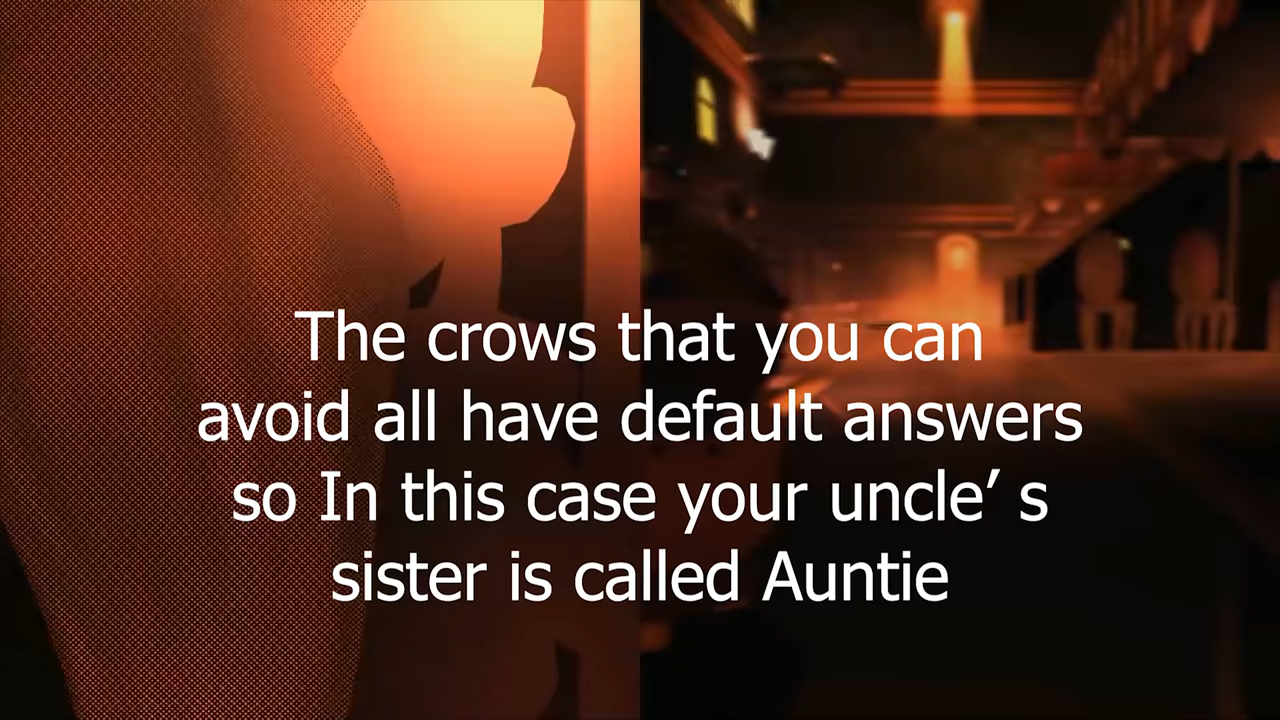 The crows that you can
avoid all have default answers
so In this case your uncle’ s
sister is called Auntie